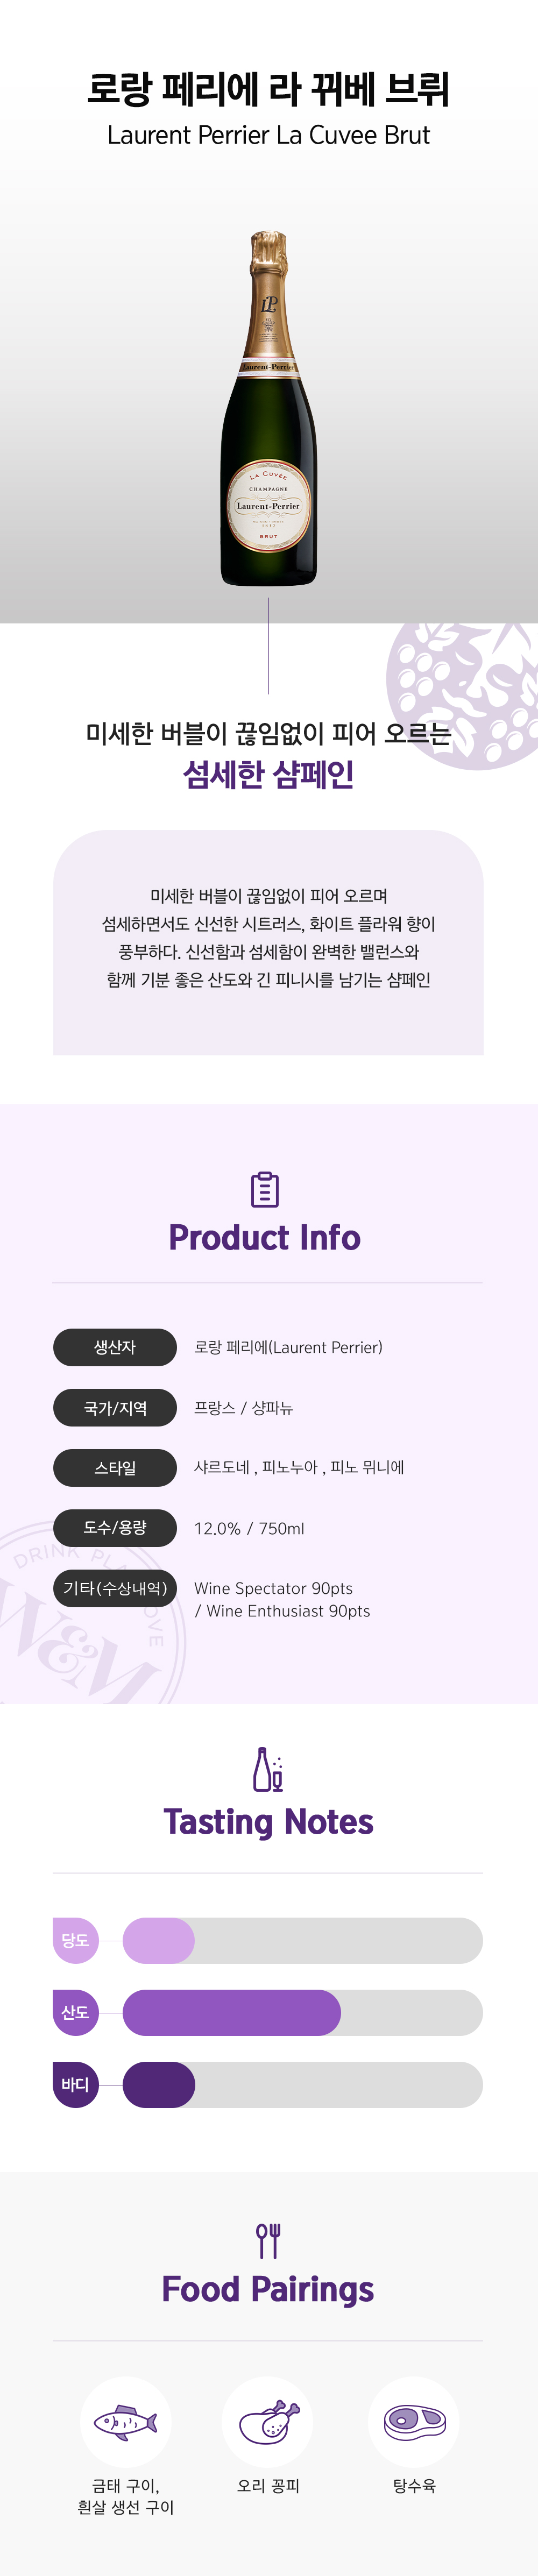 로랑 페리에 라 뀌베 브뤼
Laurent Perrier La Cuvee Brut
LP
Laurent-Perrier
LA CUVÉE
CHAMPAGNE
Laurent-Perrier
BRUT
미세한 버블이 끊임없이 피어 오르는
섬세한 샴페인
미세한 버블이 끊임없이 피어 오르며
섬세하면서도 신선한 시트러스, 화이트 플라워 향이
풍부하다. 신선함과 섬세함이 완벽한 밸런스와
함께 기분 좋은 산도와 긴 피니시를 남기는 샴페인
Product Info
생산자 로랑 페리에(Laurent Perrier)
국가/지역 프랑스 / 샹파뉴
스타일 샤르도네 , 피노누아 , 피노 뮈니에
도수/용량 12.0% / 750ml
기타(수상내역) Wine Spectator 90pts
/ Wine Enthusiast 90pts
DRINK
W&M
Tasting Notes
당도
산도
바디
Food Pairings
금태 구이,
흰살 생선 구이
오리 꽁피
탕수육